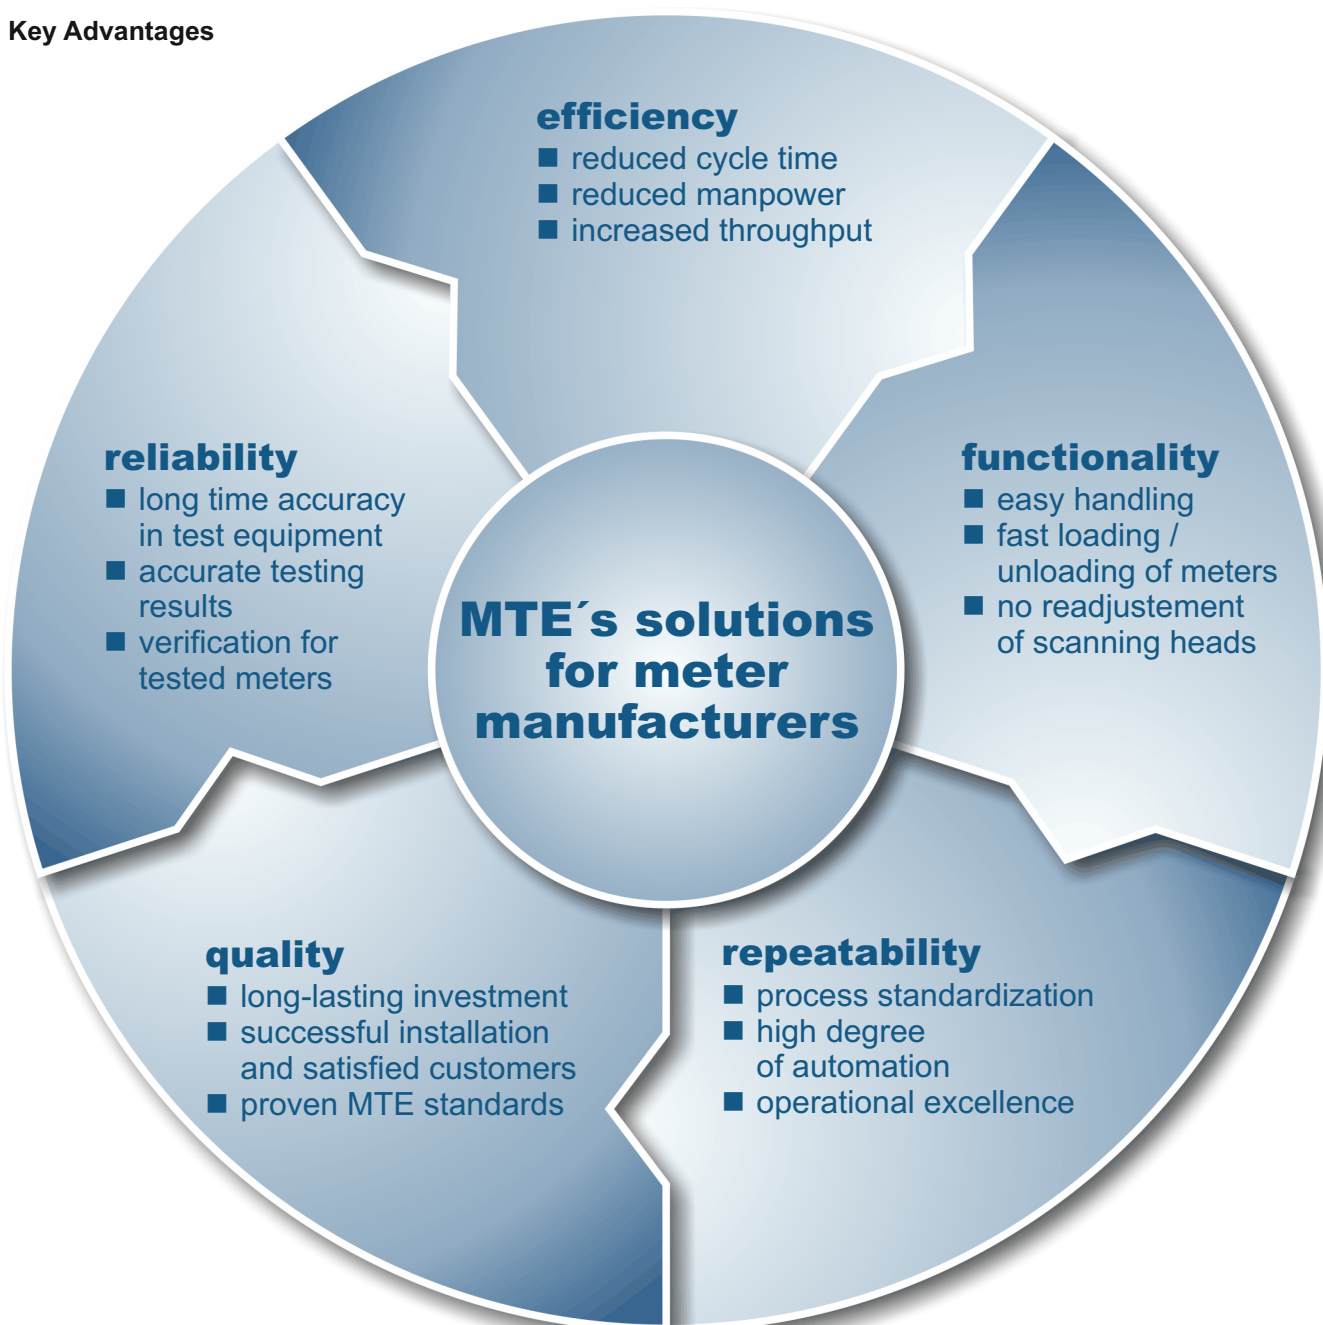 Key Advantages
efficiency
■ reduced cycle time
■ reduced manpower
■ increased throughput
functionality
■ easy handling
■ fast loading /
unloading of meters
■ no readjustement
of scanning heads
repeatability
■ process standardization
■ high degree
of automation
■ operational excellence
quality
■ long-lasting investment
■ successful installation
and satisfied customers
■ proven MTE standards
reliability
■ long time accuracy
in test equipment
■ accurate testing
results
■ verification for
tested meters
MTE´s solutions
for meter
manufacturers